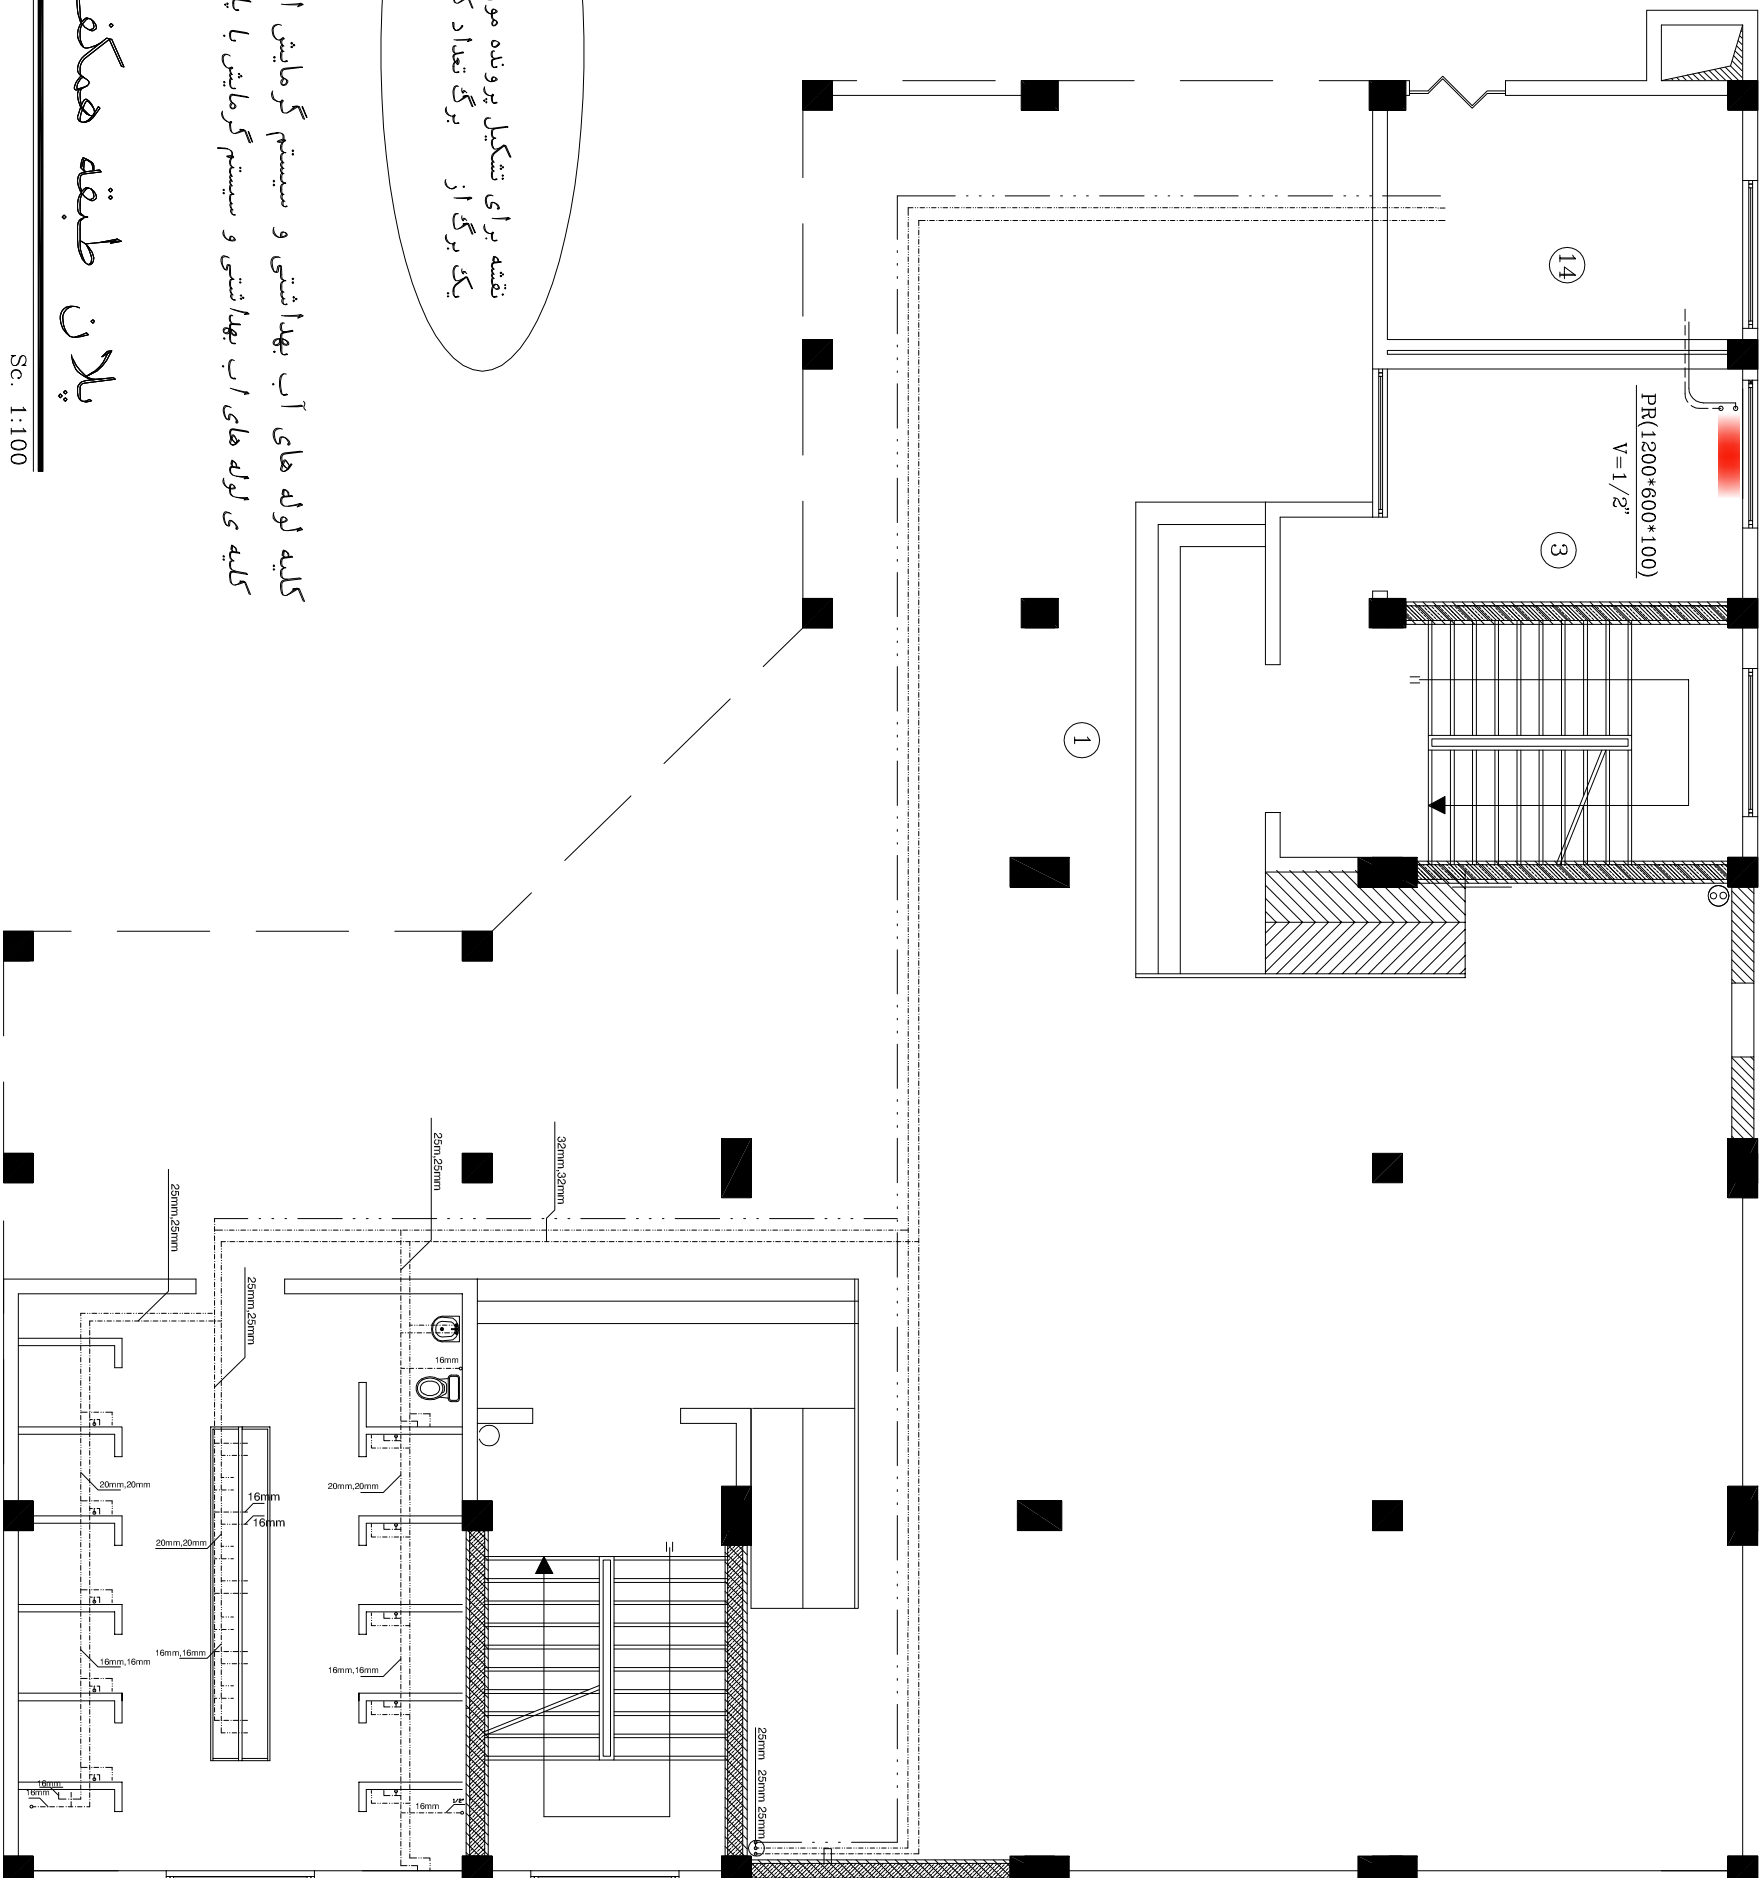 پلان طبقه همکف
Sc. 1:100
کلیه لوله های آب بهداشتی و سیستم گرمایش
کلیه ی لوله های اب بهداشتی و سیستم گرمایش با
نقشه برای تشکیل پرونده
یک برگ از     برگ تعداد
14
PR(1200*600*100)
V=1/2"
3
1
8
32mm,32mm
25m,25mm
25mm,25mm
25mm,25mm
16mm
20mm,20mm
20mm,20mm
16mm
16mm
20mm,20mm
16mm,16mm
16mm,16mm
16mm,16mm
25mm 25mm 25mm
16mm
16mm
16mm